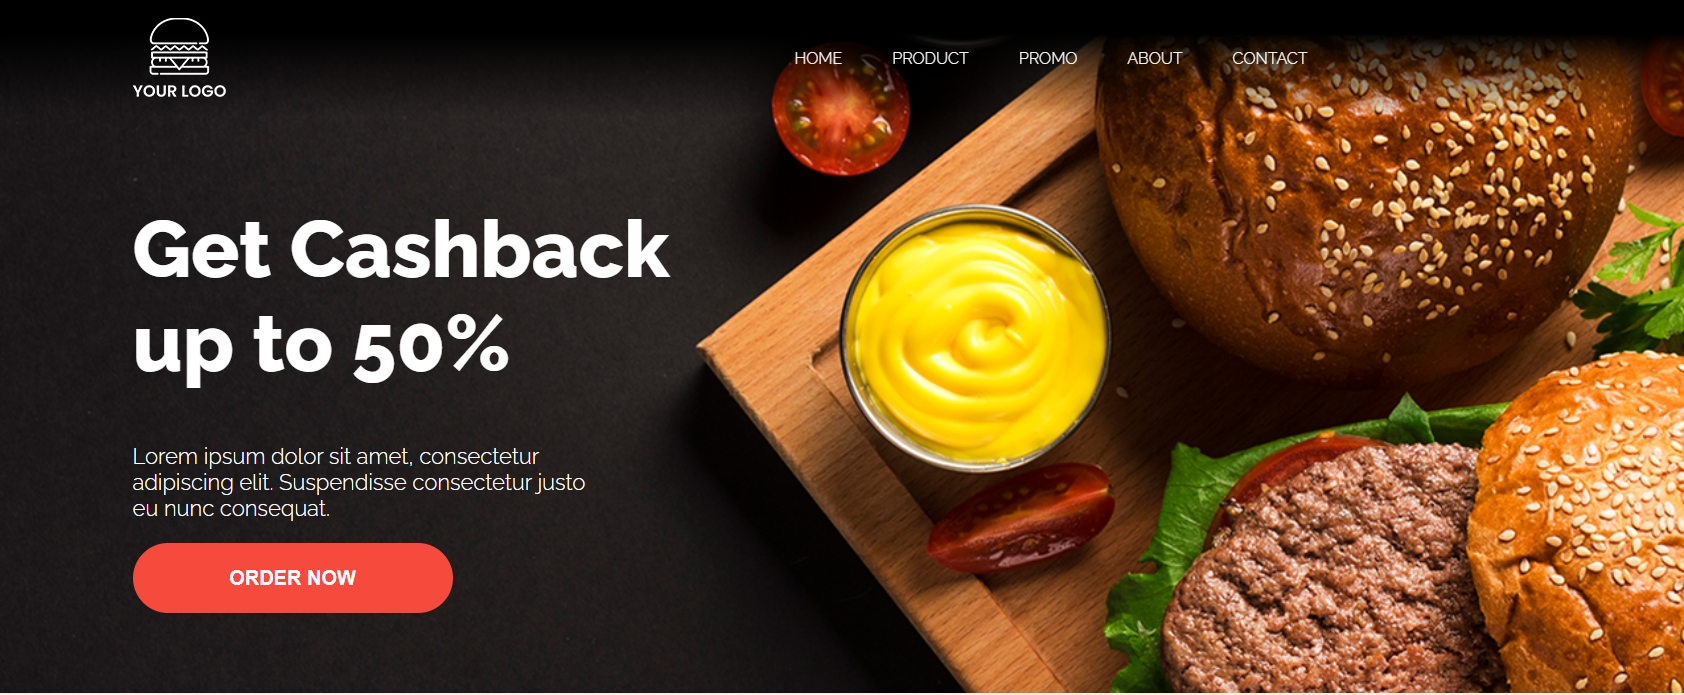 YOUR LOGO
HOME PRODUCT PROMO ABOUT CONTACT
Get Cashback
up to 50%
Lorem ipsum dolor sit amet, consectetur
adipiscing elit. Suspendisse consectetur justo
eu nunc consequat.
ORDER NOW